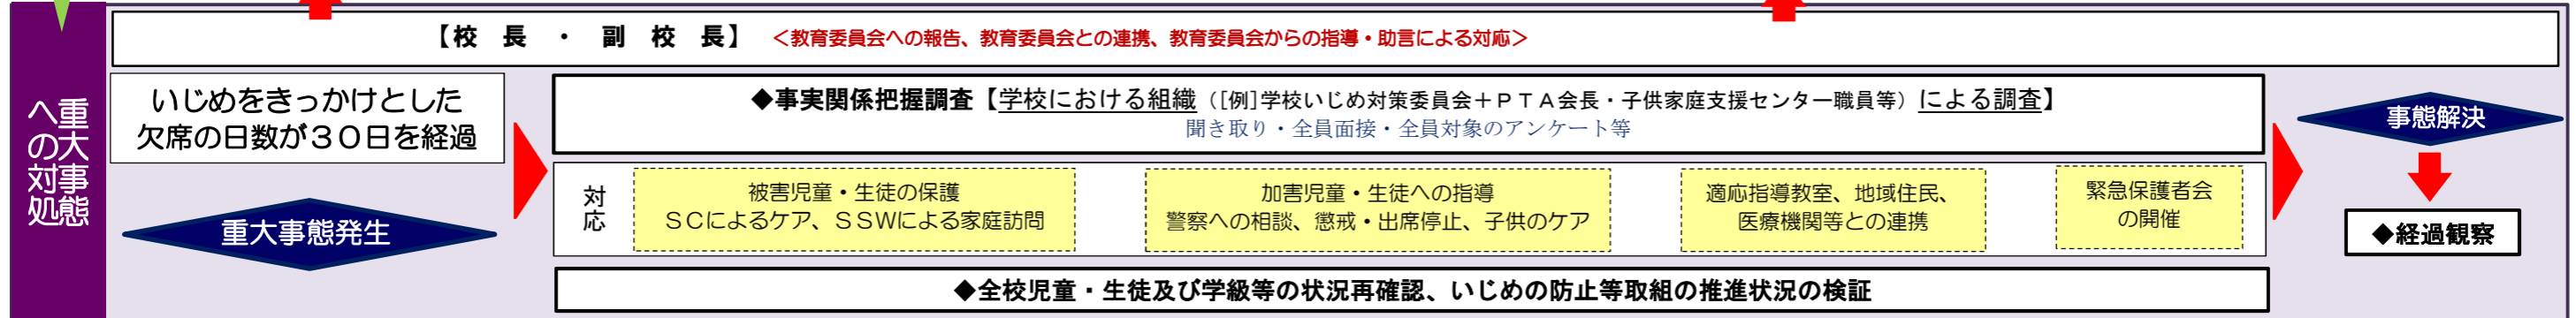 重大事態
への対処
【校　長　・　副　校　長】　＜教育委員会への報告、教育委員会との連携、教育委員会からの指導・助言による対応＞
いじめをきっかけとした
欠席の日数が３０日を経過
重大事態発生
◆事実関係把握調査【学校における組織（[例]学校いじめ対策委員会＋ＰＴＡ会長・子供家庭支援センター職員等）による調査】
聞き取り・全員面接・全員対象のアンケート等
対応
被害児童・生徒の保護
ＳＣによるケア、ＳＳＷによる家庭訪問
加害児童・生徒への指導
警察への相談、懲戒・出席停止、子供のケア
適応指導教室、地域住民、
医療機関等との連携
緊急保護者会
の開催
◆全校児童・生徒及び学級等の状況再確認、いじめの防止等取組の推進状況の検証
事態解決
◆経過観察